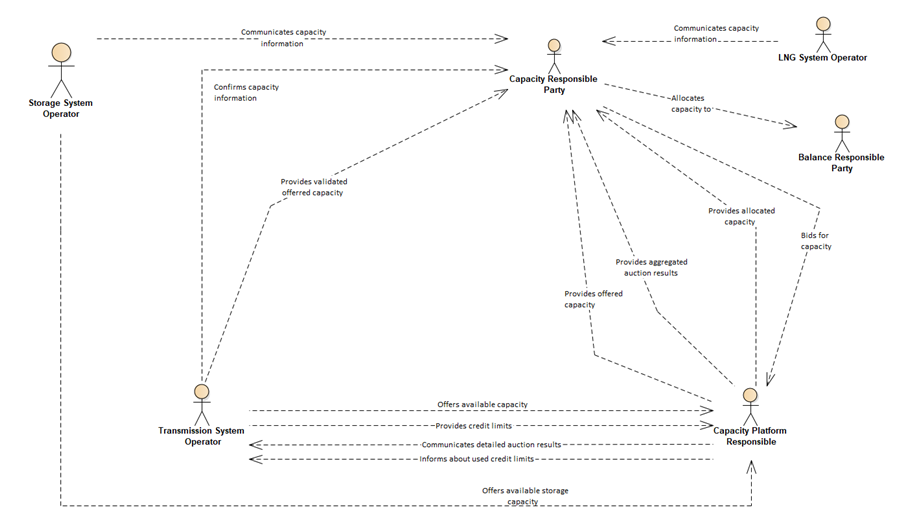 Communicates capacity
information
Communicates capacity
information
LNG System Operator
Capacity Responsible
Party
Storage System
Operator
Confirms capacity
information
Allocates
capacity to
Balance Responsible
Party
Provides validated
offerred capacity
Provides allocated
capacity
Bids for
capacity
Provides aggregated
auction results
Provides offered
capacity
Offers available capacity
Provides credit limits
Communicates detailed auction results
Informs about used credit limits
Transmission System
Operator
Capacity Platform
Responsible
Offers available storage
capacity